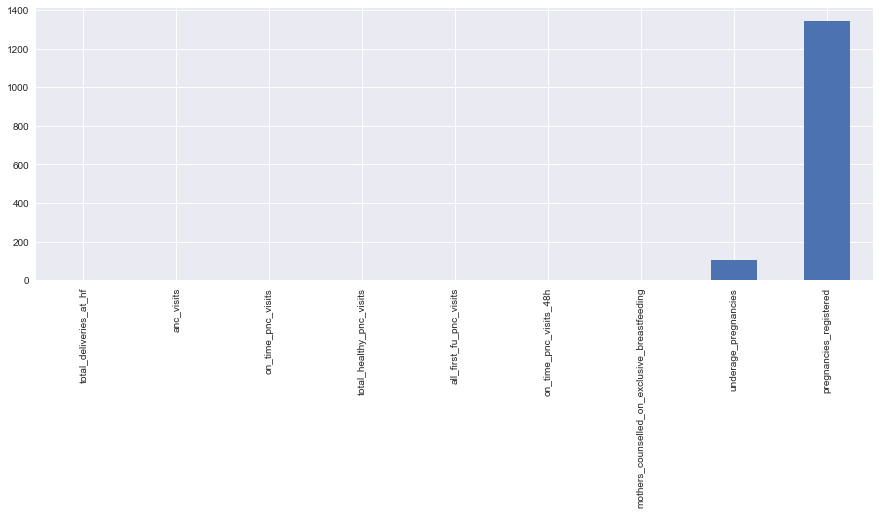 1400
1200
1000
800
600
400
200
0
total_deliveries_at_hf
anc_visits
on_time_pnc_visits
total_healthy_pnc_visits
all_first_fu_pnc_visits
on_time_pnc_visits_48h
mothers_counselled_on_exclusive_breastfeeding
underage_pregnancies
pregnancies_registered